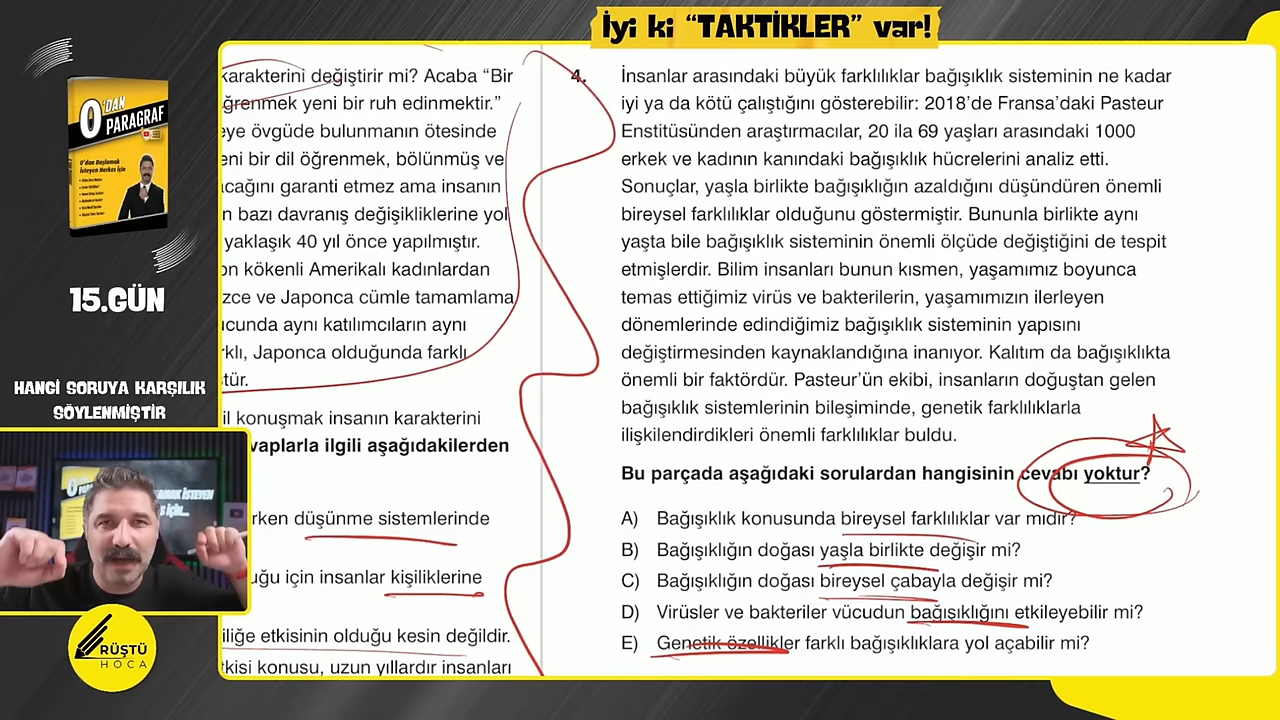 İyi ki “TAKTİKLER” var!
0'DAN
PARAGRAF
0'dan Başlamak
İsteyen Herkes İçin
15.GÜN
HANGİ SORUYA KARŞILIK
SÖYLENMİŞTİR
RÜŞTÜ
HOCA
karakterini değiştirir mi? Acaba “Bir
ğrenmek yeni bir ruh edinmektir.”
eye övgüde bulunmanın ötesinde
eni bir dil öğrenmek, bölünmüş ve
acağını garanti etmez ama insanın
n bazı davranış değişikliklerine yol
yaklaşık 40 yıl önce yapılmıştır.
on kökenli Amerikalı kadınlardan
zce ve Japonca cümle tamamlama
ucunda aynı katılımcıların aynı
rklı, Japonca olduğunda farklı
tür.
il konuşmak insanın karakterini
vaplarla ilgili aşağıdakilerden
rken düşünme sistemlerinde
uğu için insanlar kişiliklerine
iliğe etkisinin olduğu kesin değildir.
tkisi konusu, uzun yıllardır insanları
4. İnsanlar arasındaki büyük farklılıklar bağışıklık sisteminin ne kadar
iyi ya da kötü çalıştığını gösterebilir: 2018’de Fransa’daki Pasteur
Enstitüsünden araştırmacılar, 20 ila 69 yaşları arasındaki 1000
erkek ve kadının kanındaki bağışıklık hücrelerini analiz etti.
Sonuçlar, yaşla birlikte bağışıklığın azaldığını düşündüren önemli
bireysel farklılıklar olduğunu göstermiştir. Bununla birlikte aynı
yaşta bile bağışıklık sisteminin önemli ölçüde değiştiğini de tespit
etmişlerdir. Bilim insanları bunun kısmen, yaşamımız boyunca
temas ettiğimiz virüs ve bakterilerin, yaşamımızın ilerleyen
dönemlerinde edindiğimiz bağışıklık sisteminin yapısını
değiştirmesinden kaynaklandığına inanıyor. Kalıtım da bağışıklıkta
önemli bir faktördür. Pasteur’ün ekibi, insanların doğuştan gelen
bağışıklık sistemlerinin bileşiminde, genetik farklılıklarla
ilişkilendirdikleri önemli farklılıklar buldu.
Bu parçada aşağıdaki sorulardan hangisinin cevabı yoktur?
A) Bağışıklık konusunda bireysel farklılıklar var mıdır?
B) Bağışıklığın doğası yaşla birlikte değişir mi?
C) Bağışıklığın doğası bireysel çabayla değişir mi?
D) Virüsler ve bakteriler vücudun bağışıklığını etkileyebilir mi?
E) Genetik özellikler farklı bağışıklıklara yol açabilir mi?